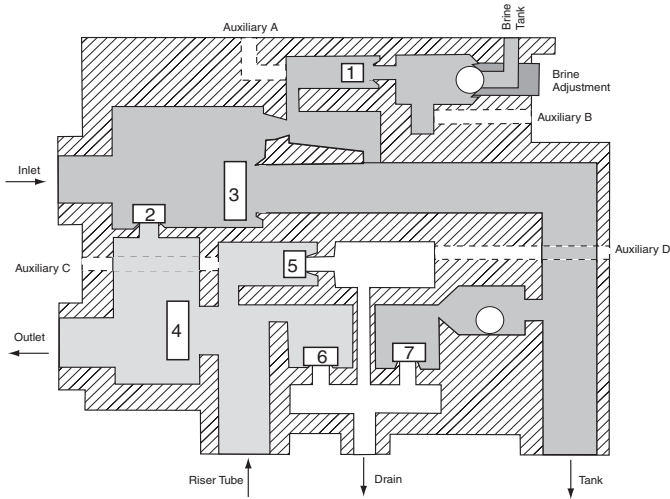 Auxiliary A
Brine
Tank
1
Brine
Adjustment
Auxiliary B
Inlet
3
2
Auxiliary D
Auxiliary C
5
4
Outlet
6
7
Riser Tube
Drain
Tank